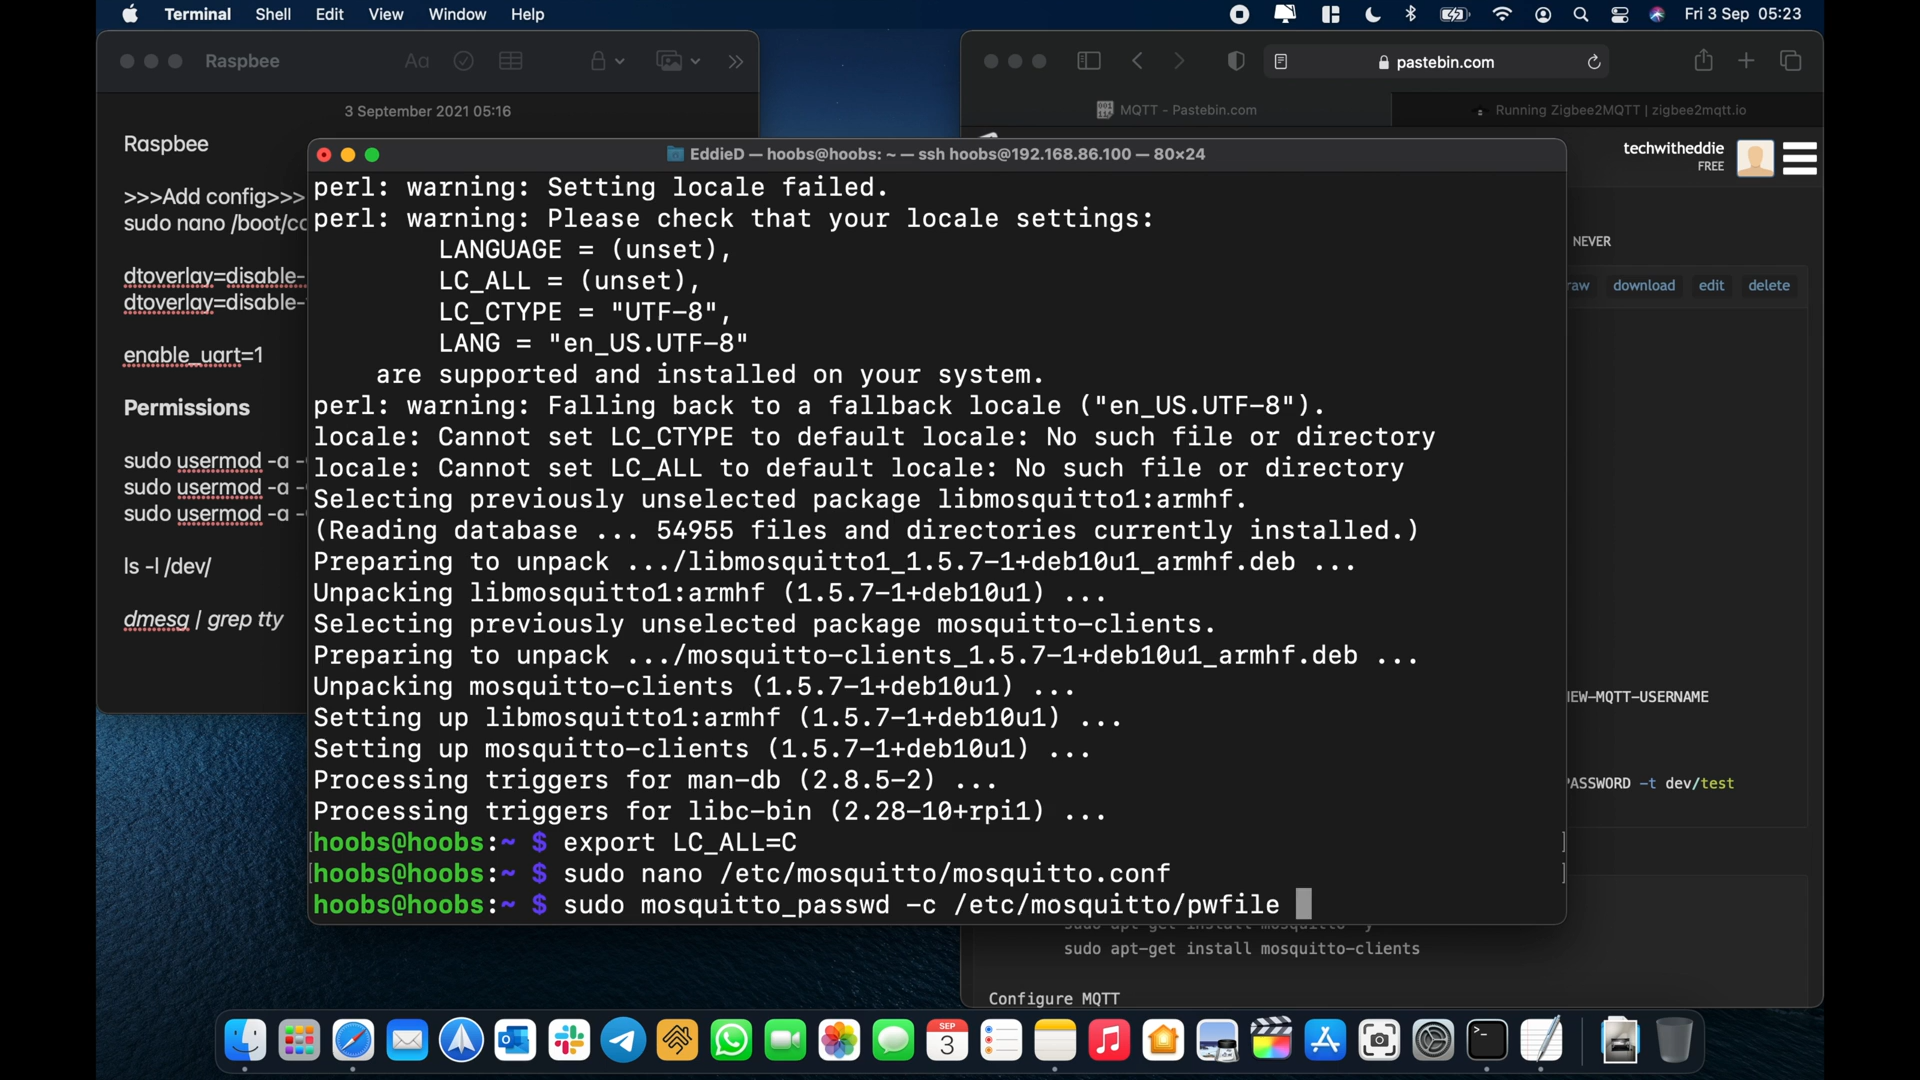 Terminal Shell Edit View Window Help Fri 3 Sep 05:23
Raspbee
Aa
3 September 2021 05:16
Raspbee
>>>Add config>>>
sudo nano /boot/co
dtoverlay=disable-
dtoverlay=disable-
enable_uart=1
Permissions
sudo usermod -a -
sudo usermod -a -
sudo usermod -a -
ls -l /dev/
dmesg | grep tty
pastebin.com
MQTT - Pastebin.com
Running Zigbee2MQTT | zigbee2mqtt.io
techwitheddie
FREE
NEVER
raw download edit delete
EW-MQTT-USERNAME
PASSWORD -t dev/test
EddieD — hoobs@hoobs: ~ — ssh hoobs@192.168.86.100 — 80×24
perl: warning: Setting locale failed.
perl: warning: Please check that your locale settings:
LANGUAGE = (unset),
LC_ALL = (unset),
LC_CTYPE = "UTF-8",
LANG = "en_US.UTF-8"
are supported and installed on your system.
perl: warning: Falling back to a fallback locale ("en_US.UTF-8").
locale: Cannot set LC_CTYPE to default locale: No such file or directory
locale: Cannot set LC_ALL to default locale: No such file or directory
Selecting previously unselected package libmosquitto1:armhf.
(Reading database ... 54955 files and directories currently installed.)
Preparing to unpack .../libmosquitto1_1.5.7-1+deb10u1_armhf.deb ...
Unpacking libmosquitto1:armhf (1.5.7-1+deb10u1) ...
Selecting previously unselected package mosquitto-clients.
Preparing to unpack .../mosquitto-clients_1.5.7-1+deb10u1_armhf.deb ...
Unpacking mosquitto-clients (1.5.7-1+deb10u1) ...
Setting up libmosquitto1:armhf (1.5.7-1+deb10u1) ...
Setting up mosquitto-clients (1.5.7-1+deb10u1) ...
Processing triggers for man-db (2.8.5-2) ...
Processing triggers for libc-bin (2.28-10+rpi1) ...
[hoobs@hoobs:~ $ export LC_ALL=C ]
[hoobs@hoobs:~ $ sudo nano /etc/mosquitto/mosquitto.conf ]
hoobs@hoobs:~ $ sudo mosquitto_passwd -c /etc/mosquitto/pwfile
sudo apt-get install mosquitto -y
sudo apt-get install mosquitto-clients
Configure MQTT
SEP
3